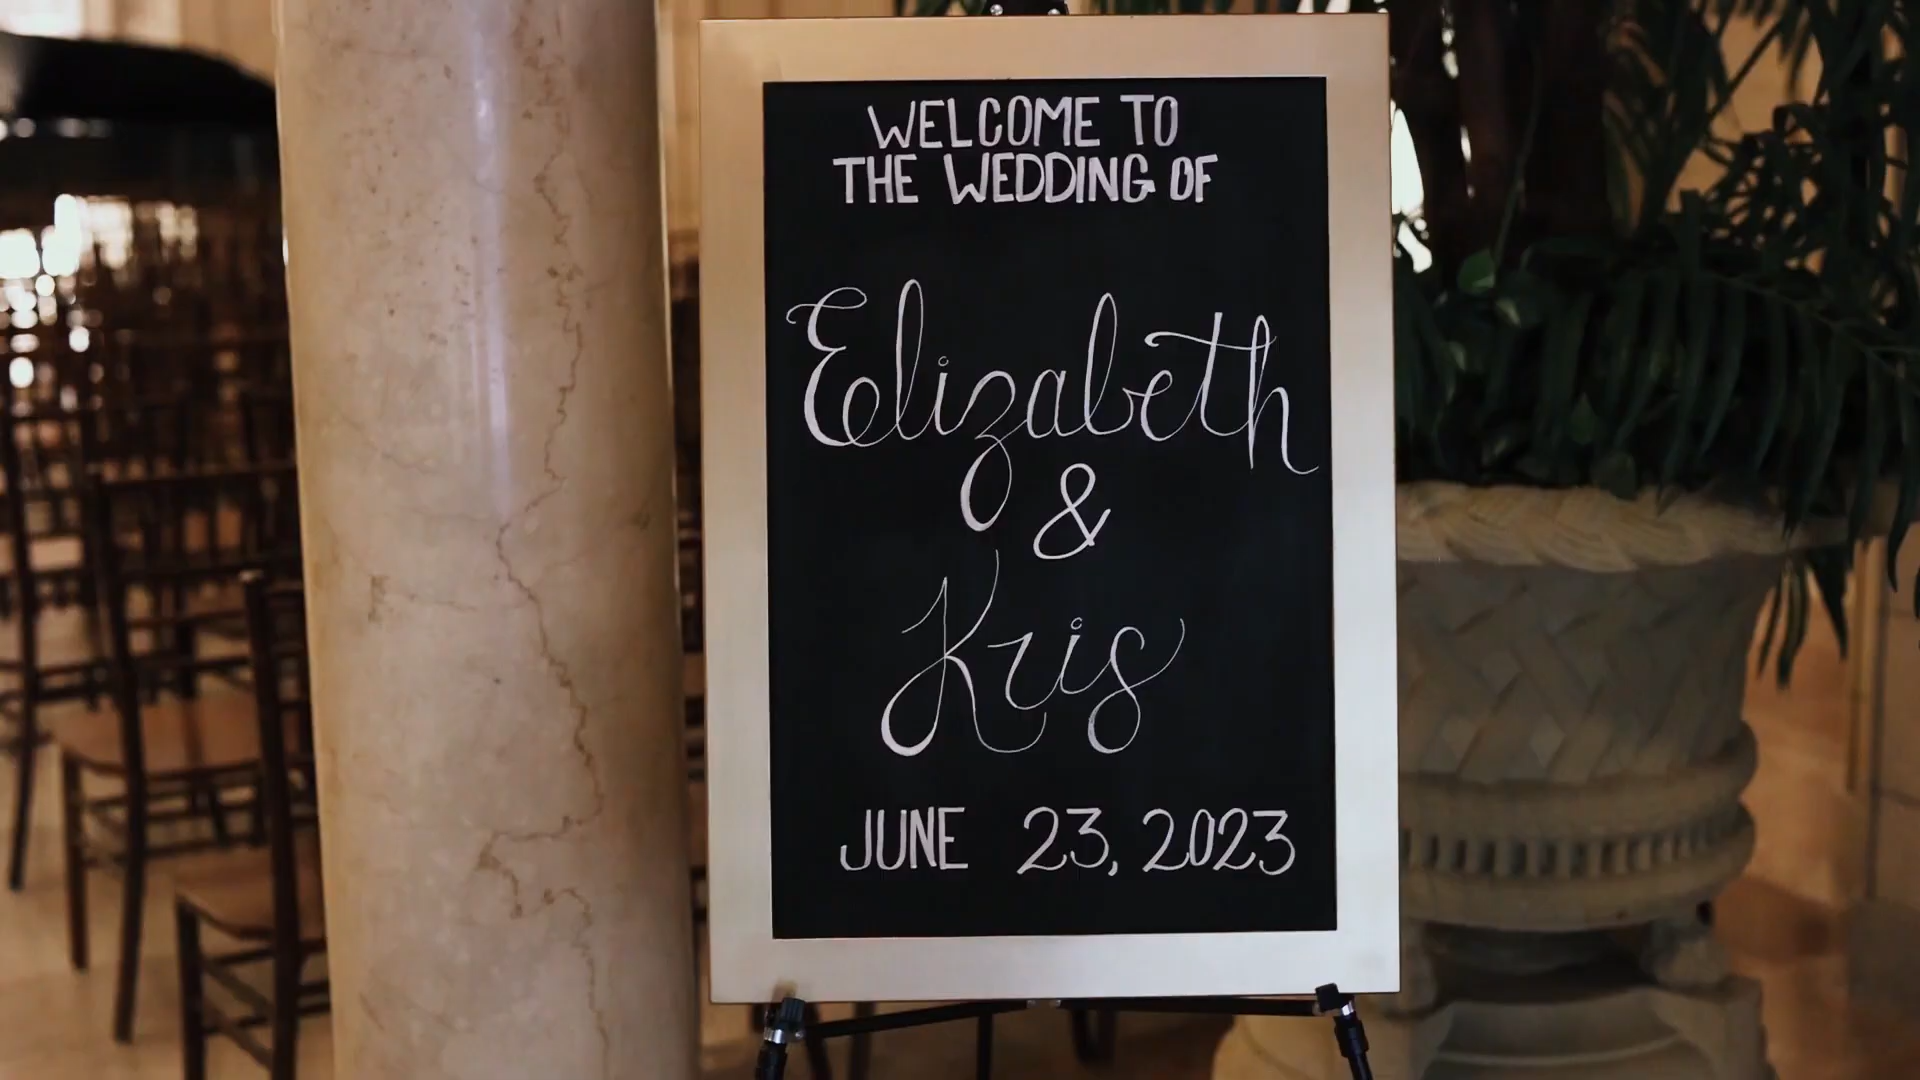 WELCOME TO
THE WEDDING OF
Elizabeth
&
Kris
JUNE 23, 2023